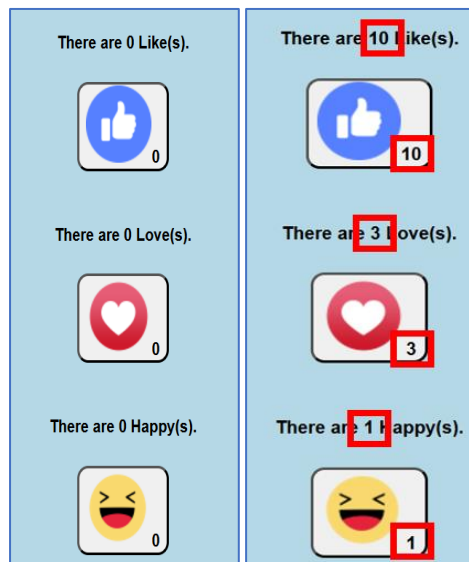 There are 0 Like(s).
0
There are 0 Love(s).
0
There are 0 Happy(s).
0
There are 10 Like(s).
10
There are 3 Love(s).
3
There are 1 Happy(s).
1